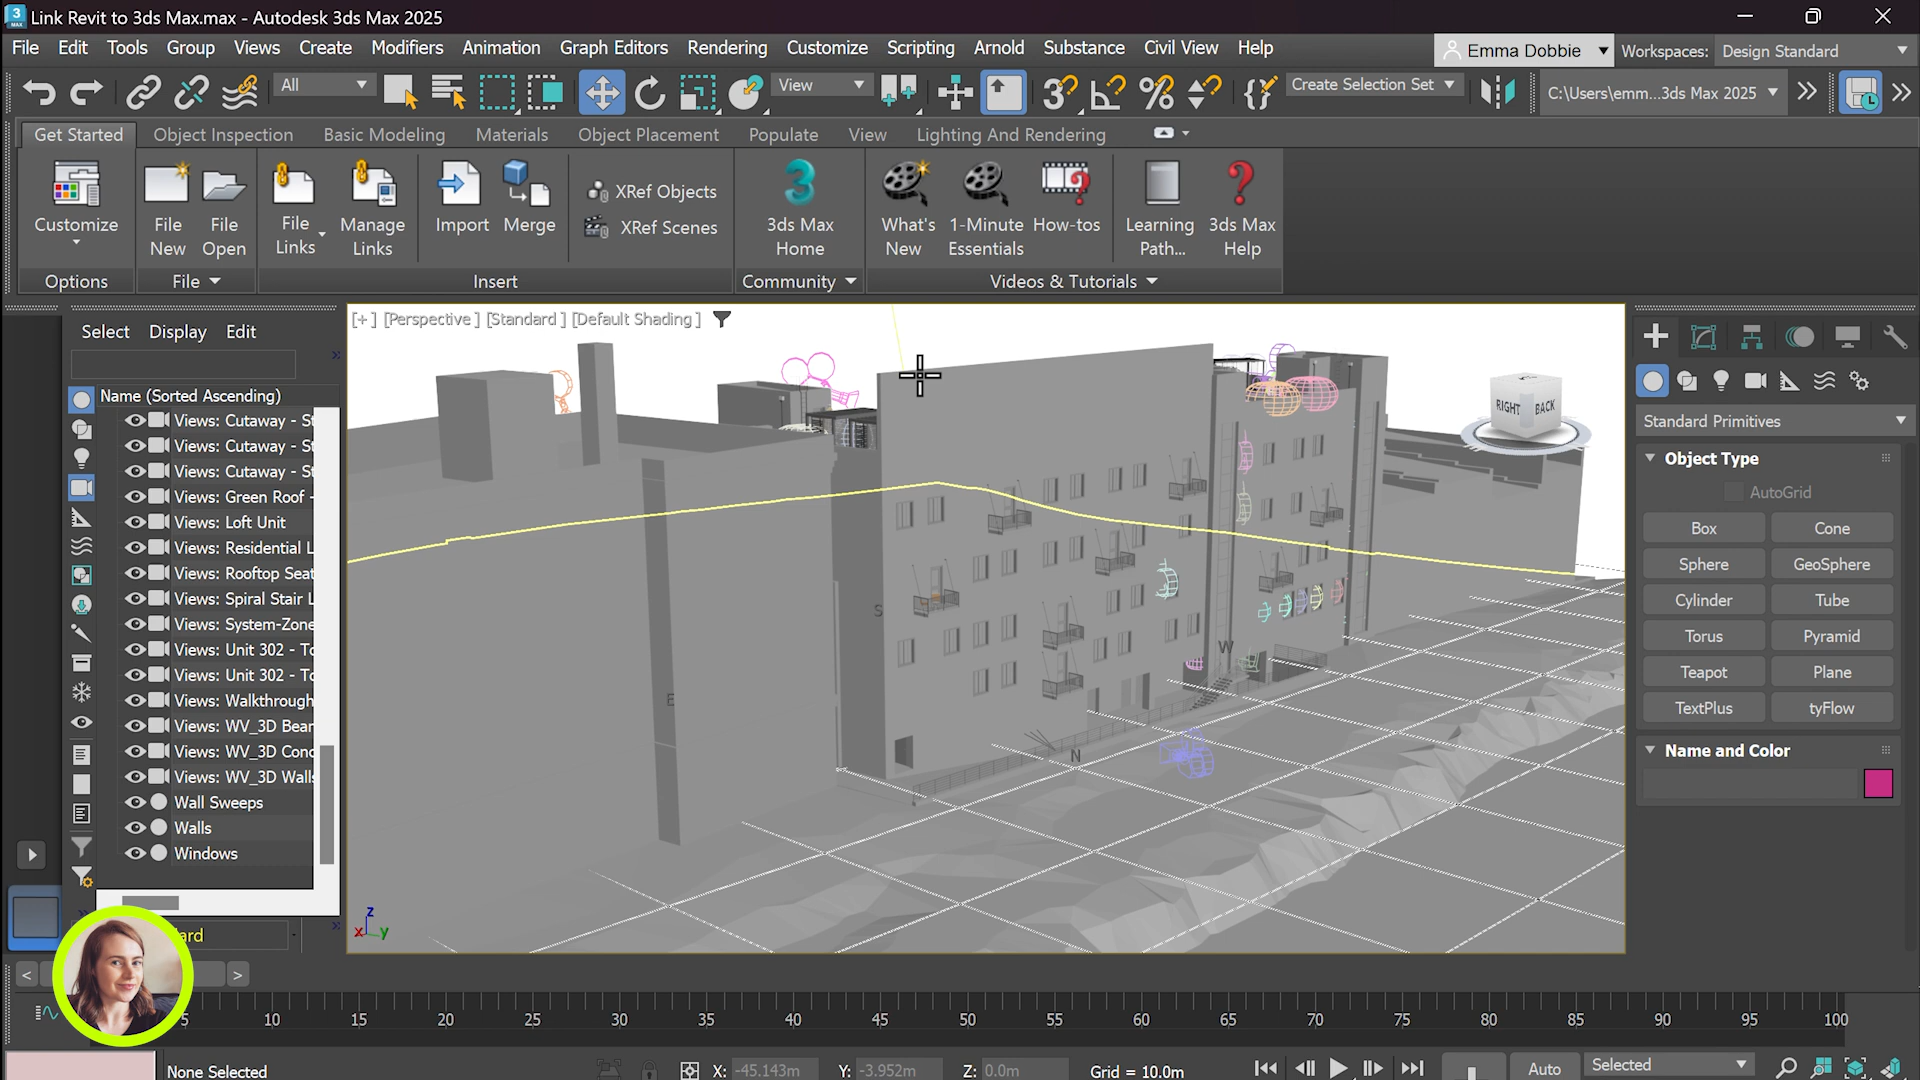 Link Revit to 3ds Max.max - Autodesk 3ds Max 2025
File Edit Tools Group Views Create Modifiers Animation Graph Editors Rendering Customize Scripting Arnold Substance Civil View Help
Emma Dobbie Workspaces: Design Standard
All View Create Selection Set C:\Users\emm...3ds Max 2025
Get Started Object Inspection Basic Modeling Materials Object Placement Populate View Lighting And Rendering
Customize File New File Open File Links Manage Links Import Merge XRef Objects XRef Scenes 3ds Max Home What's New 1-Minute Essentials How-tos Learning Path... 3ds Max Help
Options File Insert Community Videos & Tutorials
Select Display Edit
[+] [Perspective] [Standard] [Default Shading]
Name (Sorted Ascending)
Views: Cutaway - St
Views: Cutaway - St
Views: Cutaway - St
Views: Green Roof -
Views: Loft Unit
Views: Residential L
Views: Rooftop Seat
Views: Spiral Stair L
Views: System-Zone
Views: Unit 302 - To
Views: Unit 302 - To
Views: Walkthrough
Views: WV_3D Bear
Views: WV_3D Conc
Views: WV_3D Walls
Wall Sweeps
Walls
Windows
ard
RIGHT BACK
S
E
W
N
z
x y
Standard Primitives
Object Type
AutoGrid
Box Cone
Sphere GeoSphere
Cylinder Tube
Torus Pyramid
Teapot Plane
TextPlus tyFlow
Name and Color
< >
5 10 15 20 25 30 35 40 45 50 55 60 65 70 75 80 85 90 95 100
None Selected X: -45.143m Y: -3.952m Z: 0.0m Grid = 10.0m Auto Selected